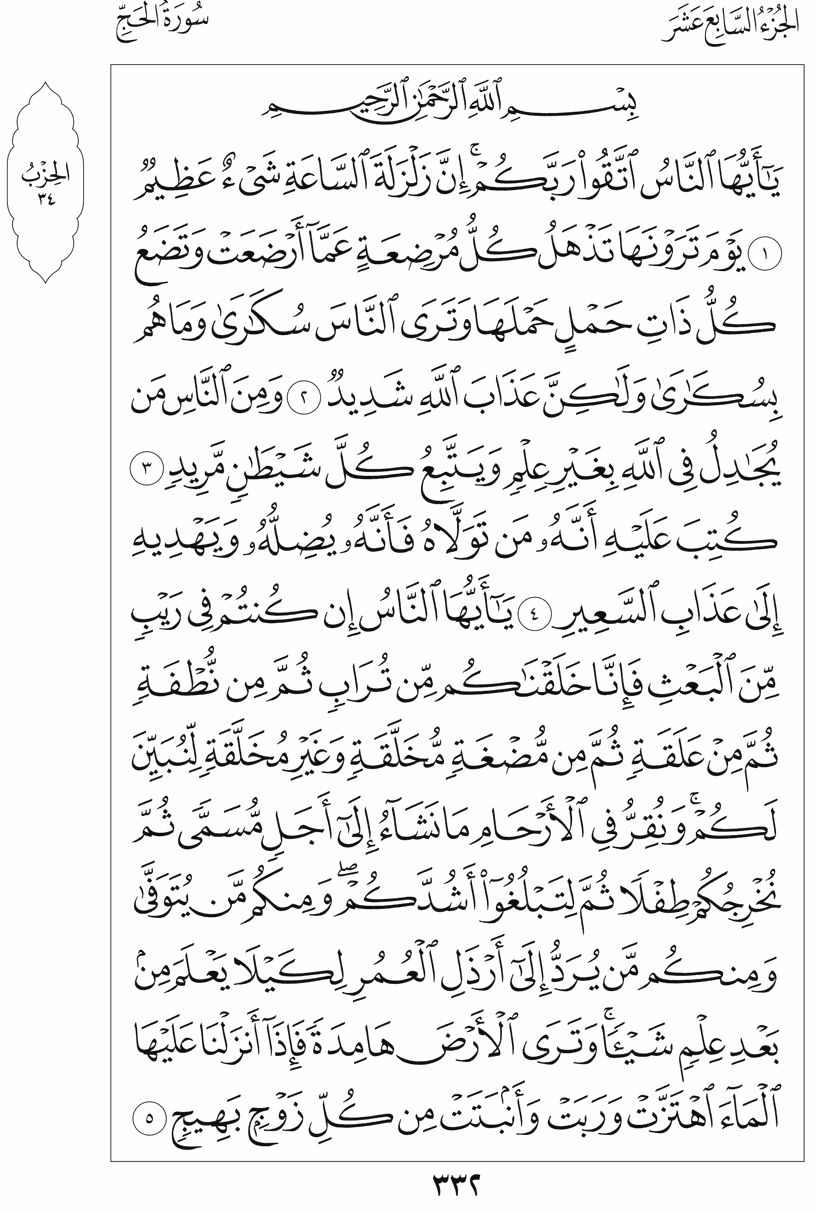 الجُزْءُ السَّابِعَ عَشَرَ
سُورَةُ الحَجِّ
الحِزْبُ
٣٤
بِسْمِ ٱللَّهِ ٱلرَّحْمَٰنِ ٱلرَّحِيمِ
يَٰٓأَيُّهَا ٱلنَّاسُ ٱتَّقُوا۟ رَبَّكُمْ ۚ إِنَّ زَلْزَلَةَ ٱلسَّاعَةِ شَىْءٌ عَظِيمٌ
١ يَوْمَ تَرَوْنَهَا تَذْهَلُ كُلُّ مُرْضِعَةٍ عَمَّآ أَرْضَعَتْ وَتَضَعُ
كُلُّ ذَاتِ حَمْلٍ حَمْلَهَا وَتَرَى ٱلنَّاسَ سُكَٰرَىٰ وَمَا هُم
بِسُكَٰرَىٰ وَلَٰكِنَّ عَذَابَ ٱللَّهِ شَدِيدٌ ٢ وَمِنَ ٱلنَّاسِ مَن
يُجَٰدِلُ فِى ٱللَّهِ بِغَيْرِ عِلْمٍ وَيَتَّبِعُ كُلَّ شَيْطَٰنٍ مَّرِيدٍ ٣
كُتِبَ عَلَيْهِ أَنَّهُۥ مَن تَوَلَّاهُ فَأَنَّهُۥ يُضِلُّهُۥ وَيَهْدِيهِ
إِلَىٰ عَذَابِ ٱلسَّعِيرِ ٤ يَٰٓأَيُّهَا ٱلنَّاسُ إِن كُنتُمْ فِى رَيْبٍ
مِّنَ ٱلْبَعْثِ فَإِنَّا خَلَقْنَٰكُم مِّن تُرَابٍ ثُمَّ مِن نُّطْفَةٍ
ثُمَّ مِنْ عَلَقَةٍ ثُمَّ مِن مُّضْغَةٍ مُّخَلَّقَةٍ وَغَيْرِ مُخَلَّقَةٍ لِّنُبَيِّنَ
لَكُمْ ۚ وَنُقِرُّ فِى ٱلْأَرْحَامِ مَا نَشَآءُ إِلَىٰٓ أَجَلٍ مُّسَمًّى ثُمَّ
نُخْرِجُكُمْ طِفْلًا ثُمَّ لِتَبْلُغُوٓا۟ أَشُدَّكُمْ ۖ وَمِنكُم مَّن يُتَوَفَّىٰ
وَمِنكُم مَّن يُرَدُّ إِلَىٰٓ أَرْذَلِ ٱلْعُمُرِ لِكَيْلَا يَعْلَمَ مِنۢ
بَعْدِ عِلْمٍ شَيْـًٔا ۚ وَتَرَى ٱلْأَرْضَ هَامِدَةً فَإِذَآ أَنزَلْنَا عَلَيْهَا
ٱلْمَآءَ ٱهْتَزَّتْ وَرَبَتْ وَأَنۢبَتَتْ مِن كُلِّ زَوْجٍۭ بَهِيجٍ ٥
٣٣٢